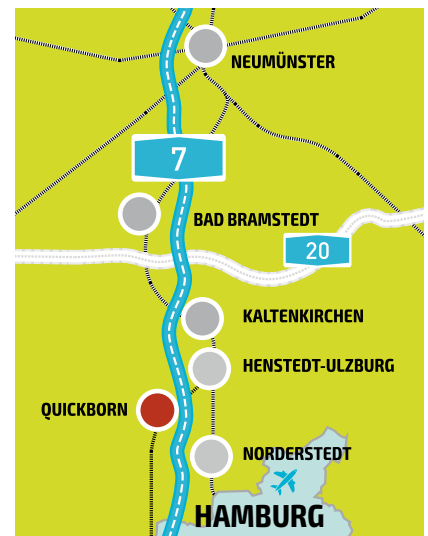 NEUMÜNSTER
7
BAD BRAMSTEDT
20
KALTENKIRCHEN
HENSTEDT-ULZBURG
QUICKBORN
NORDERSTEDT
HAMBURG